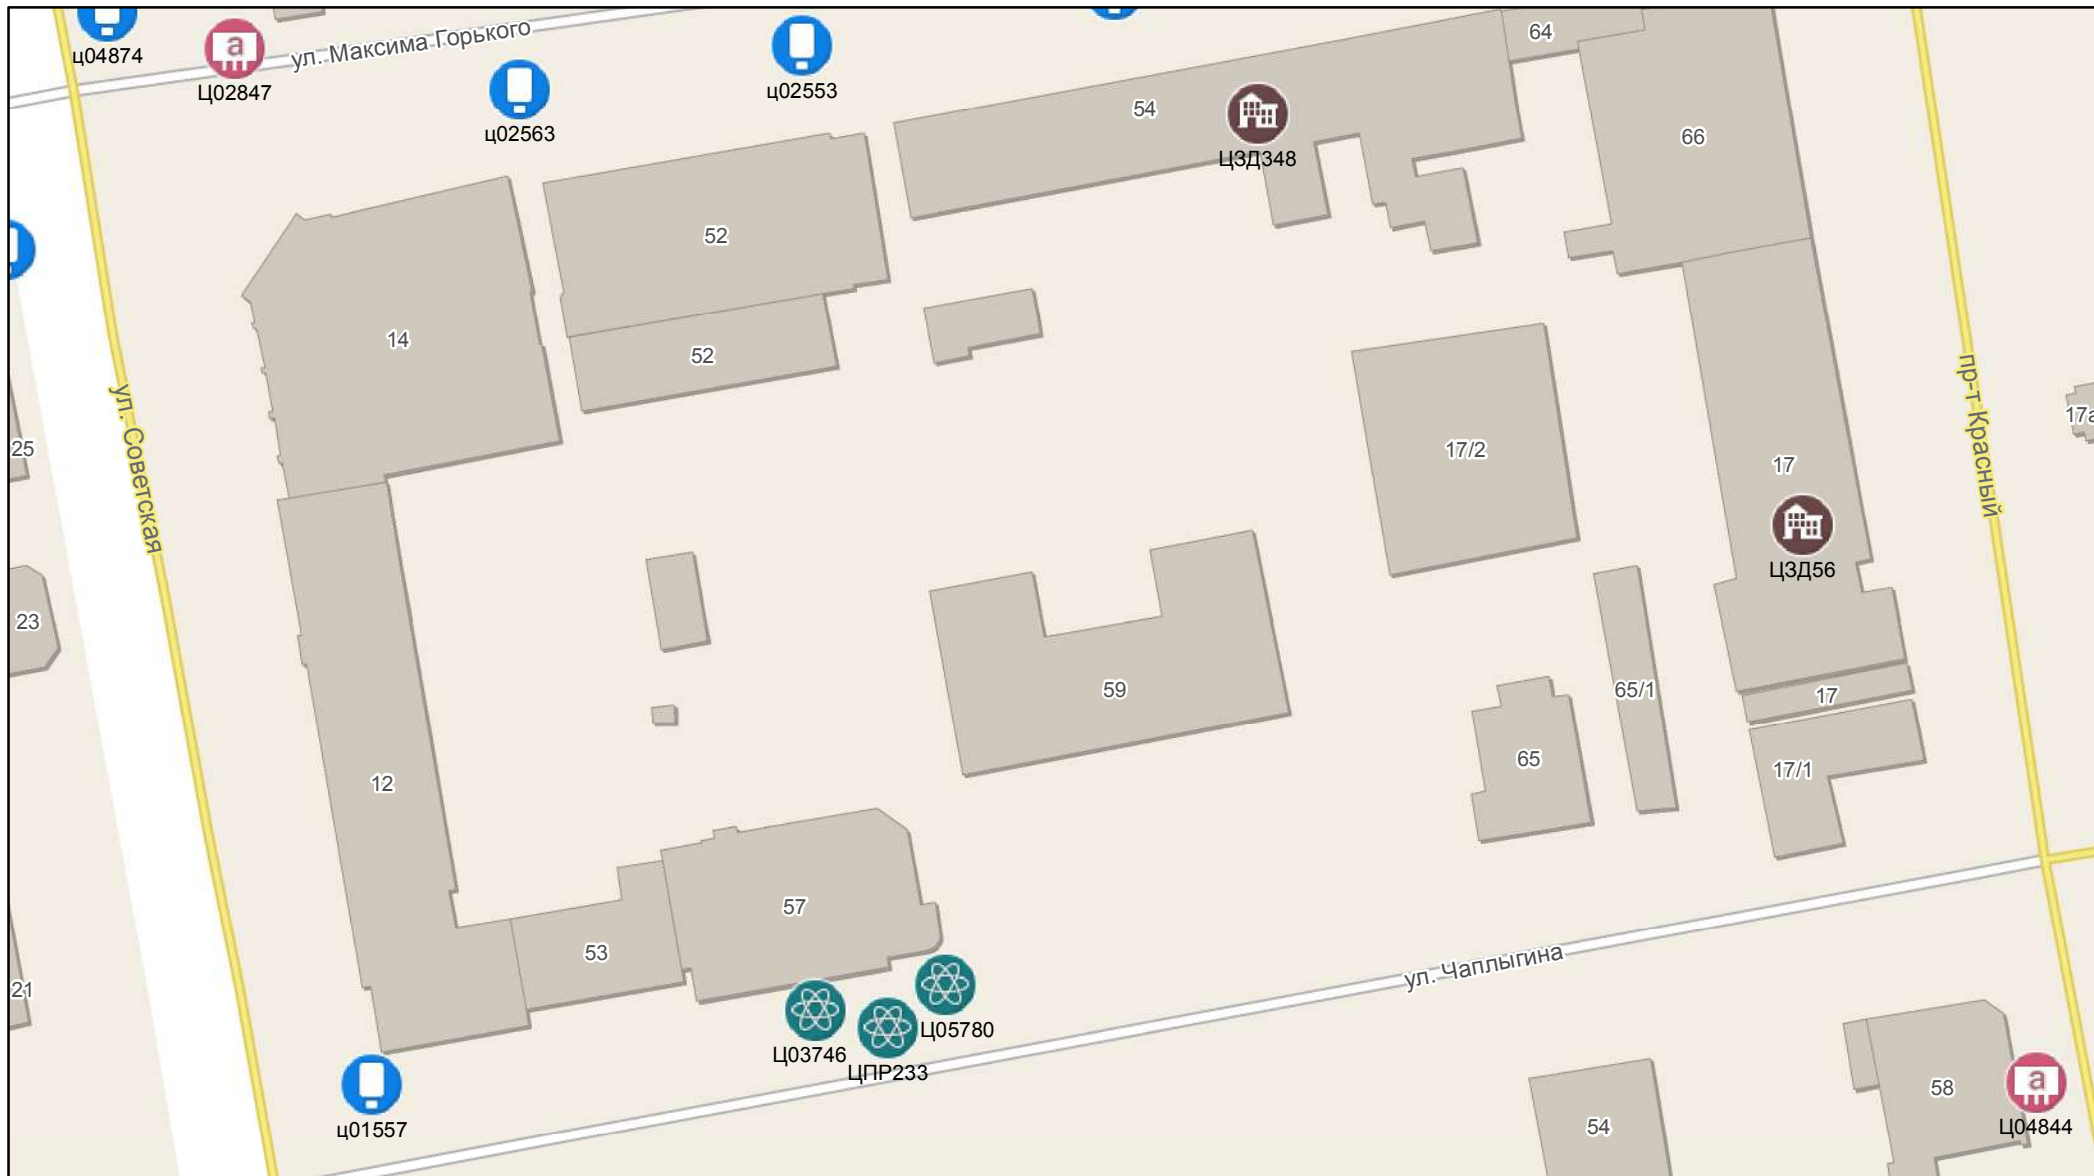 ц04874
а
Ц02847
ул. Максима Горького
ц02563
ц02553
54
ЦЗД348
64
66
14
52
52
17/2
17
пр-т Красный
17а
ул. Советская
25
ЦЗД56
23
59
65/1
17
65
17/1
12
57
53
21
Ц03746
ЦПР233
Ц05780
ул. Чаплыгина
ц01557
54
58
а
Ц04844